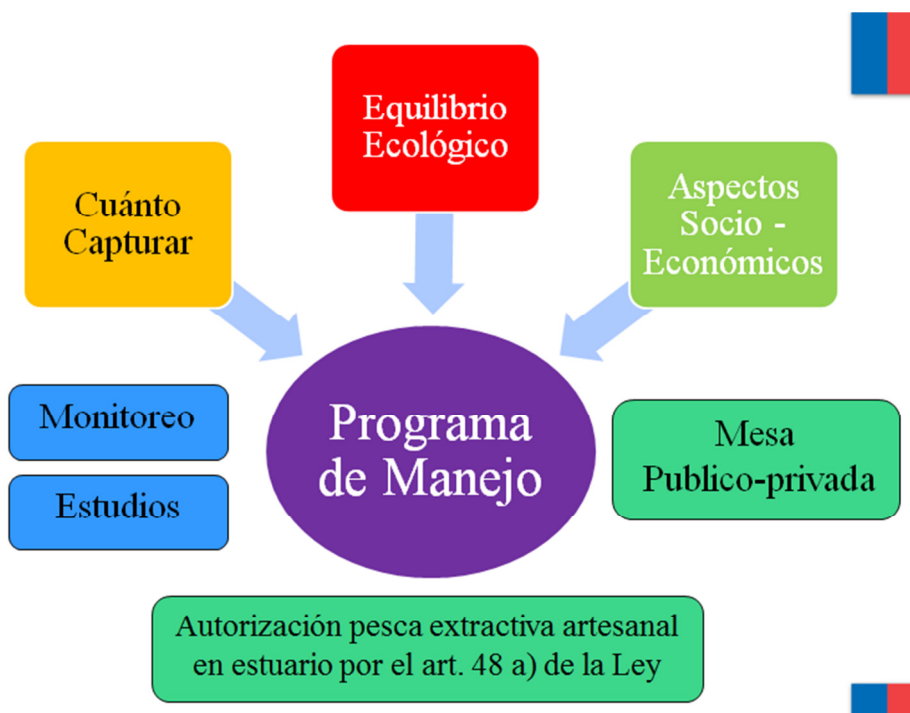 Equilibrio
Ecológico
Cuánto
Capturar
Aspectos
Socio -
Económicos
Programa
de Manejo
Monitoreo
Estudios
Mesa
Publico-privada
Autorización pesca extractiva artesanal
en estuario por el art. 48 a) de la Ley